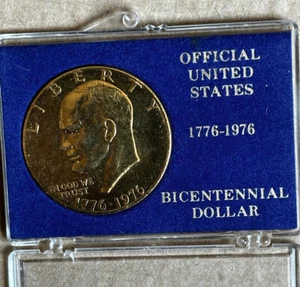 LIBERTY
IN GOD WE
TRUST
1776-1976
OFFICIAL
UNITED
STATES
1776-1976
BICENTENNIAL
DOLLAR